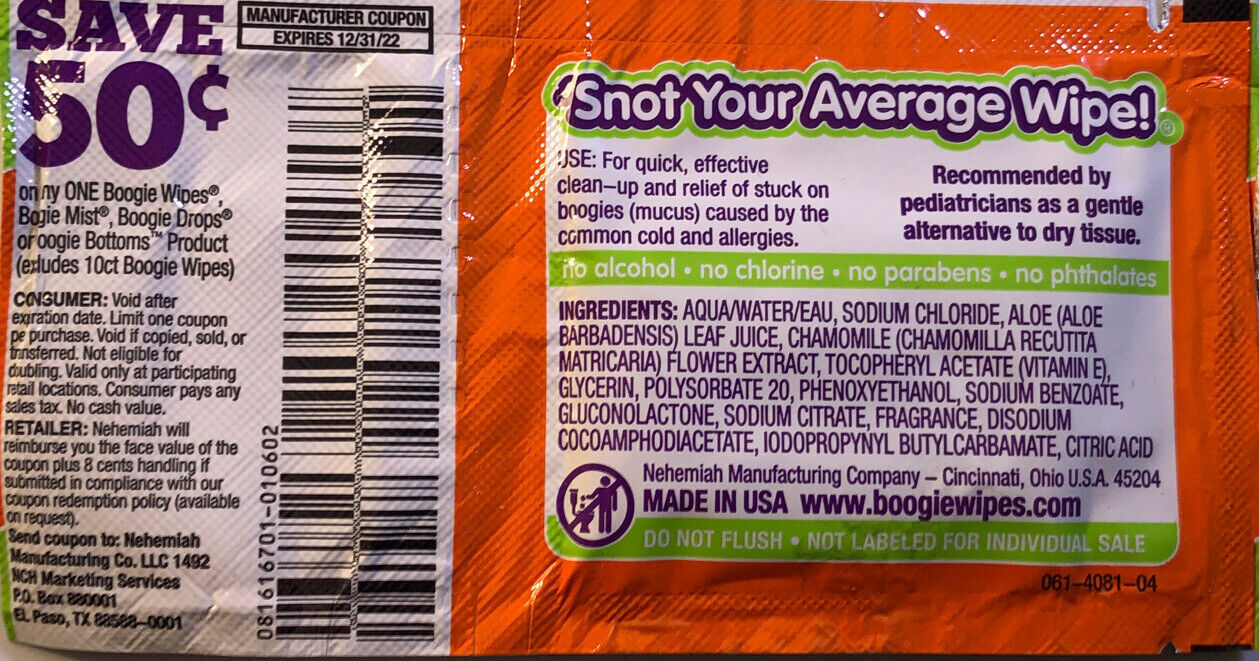 SAVE
50¢
MANUFACTURER COUPON
EXPIRES 12/31/22
on ny ONE Boogie Wipes®,
Bogie Mist®, Boogie Drops®
or oogie Bottoms™ Product
(exludes 10ct Boogie Wipes)
CONSUMER: Void after
expiration date. Limit one coupon
pe purchase. Void if copied, sold, or
transferred. Not eligible for
doubling. Valid only at participating
retail locations. Consumer pays any
sales tax. No cash value.
RETAILER: Nehemiah will
reimburse you the face value of the
coupon plus 8 cents handling if
submitted in compliance with our
coupon redemption policy (available
on request).
Send coupon to: Nehemiah
Manufacturing Co. LLC 1492
NCH Marketing Services
P.O. Box 880001
EL Paso, TX 88588-0001
0816116701-010602
Snot Your Average Wipe!®
USE: For quick, effective
clean-up and relief of stuck on
boogies (mucus) caused by the
common cold and allergies.
Recommended by
pediatricians as a gentle
alternative to dry tissue.
no alcohol • no chlorine • no parabens • no phthalates
INGREDIENTS: AQUA/WATER/EAU, SODIUM CHLORIDE, ALOE (ALOE
BARBADENSIS) LEAF JUICE, CHAMOMILE (CHAMOMILLA RECUTITA
MATRICARIA) FLOWER EXTRACT, TOCOPHERYL ACETATE (VITAMIN E),
GLYCERIN, POLYSORBATE 20, PHENOXYETHANOL, SODIUM BENZOATE,
GLUCONOLACTONE, SODIUM CITRATE, FRAGRANCE, DISODIUM
COCOAMPHODIACETATE, IODOPROPYNYL BUTYLCARBAMATE, CITRIC ACID
Nehemiah Manufacturing Company – Cincinnati, Ohio U.S.A. 45204
MADE IN USA www.boogiewipes.com
DO NOT FLUSH • NOT LABELED FOR INDIVIDUAL SALE
061-4081-04